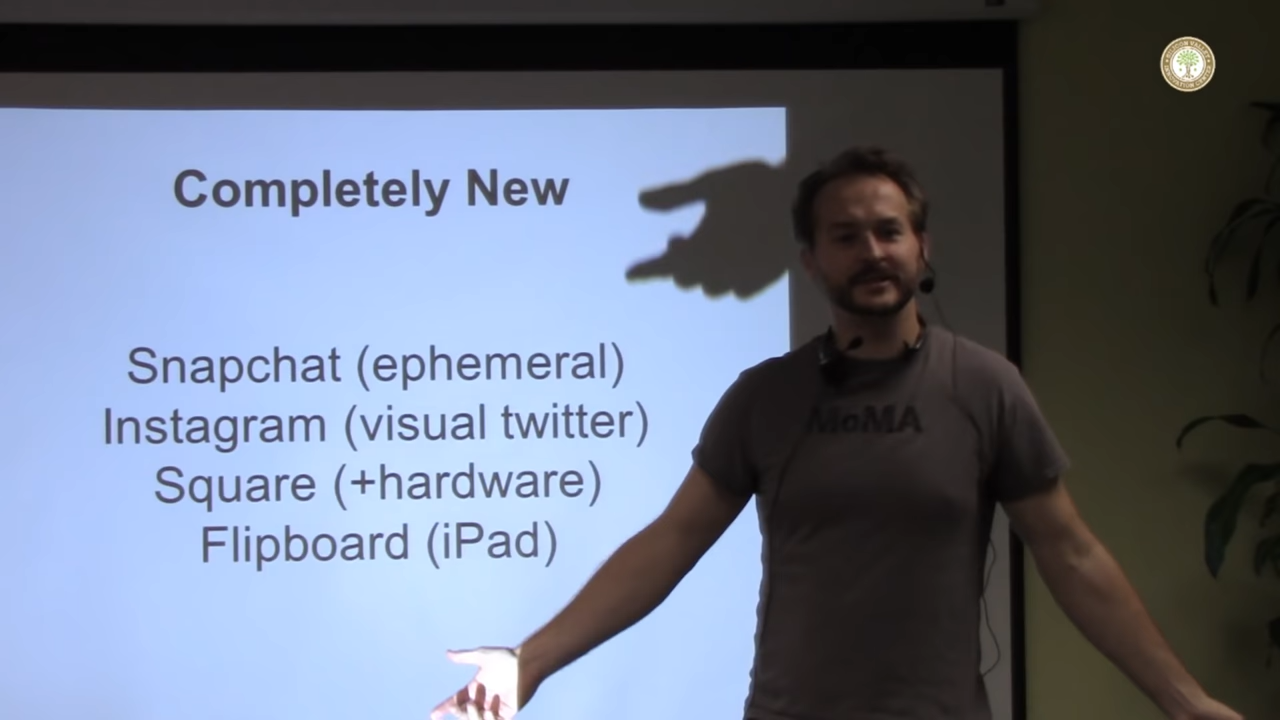 Completely New
Snapchat (ephemeral)
Instagram (visual twitter)
Square (+hardware)
Flipboard (iPad)
MoMA